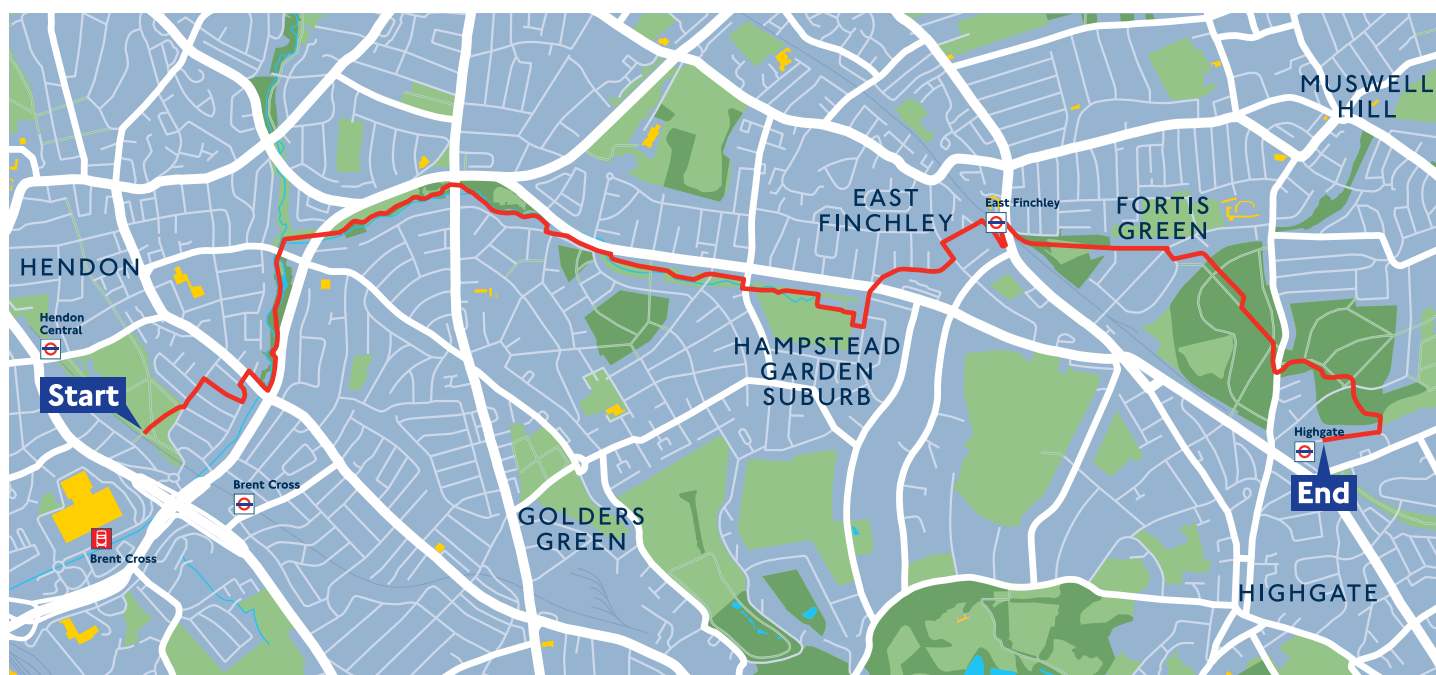 MUSWELL
HILL
EAST
FINCHLEY
East Finchley
FORTIS
GREEN
HENDON
Hendon
Central
Start
HAMPSTEAD
GARDEN
SUBURB
Highgate
End
Brent Cross
Brent Cross
GOLDERS
GREEN
HIGHGATE